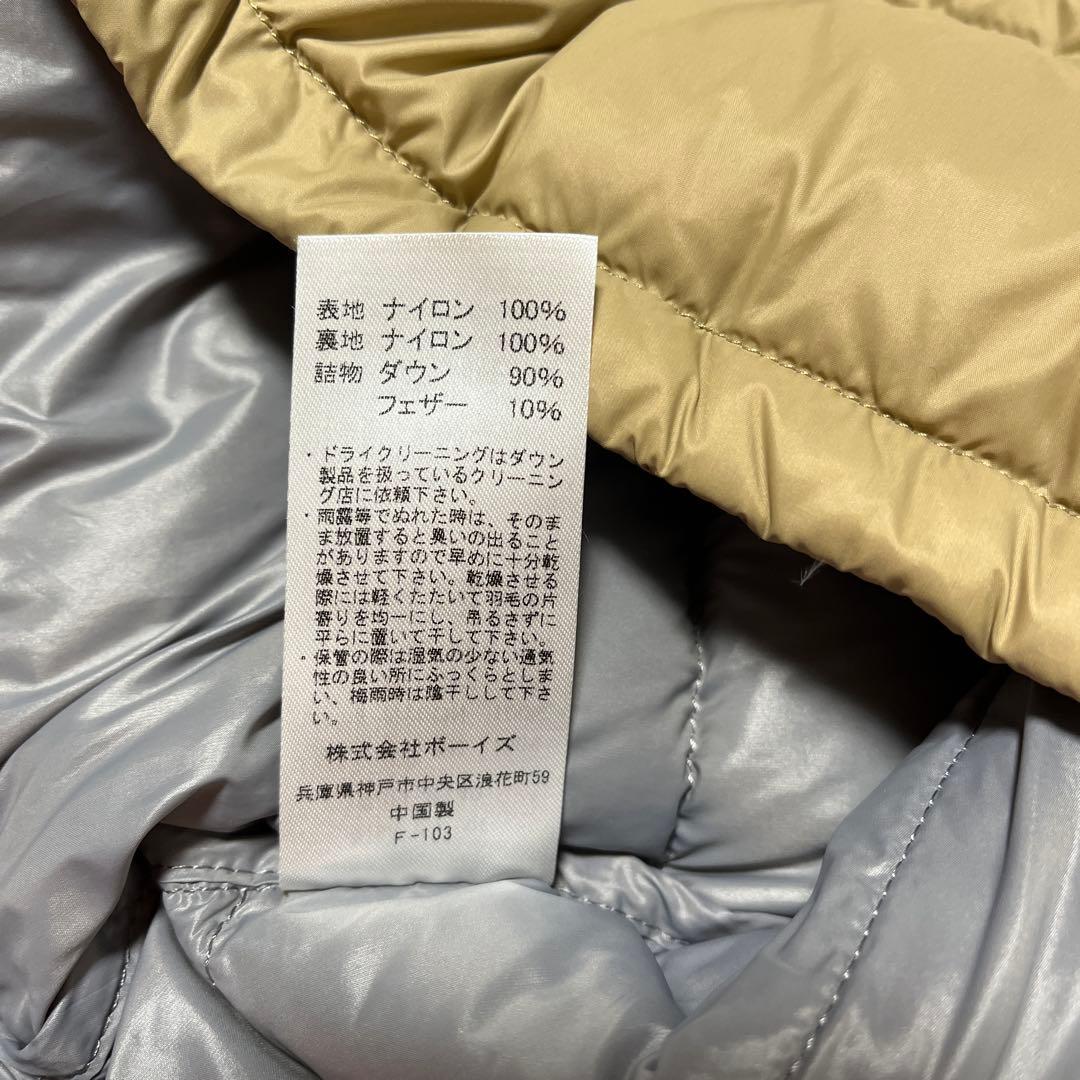 表地 ナイロン 100%
裏地 ナイロン 100%
詰物 ダウン 90%
フェザー 10%
・ドライクリーニングはダウン
製品を扱っているクリーニン
グ店に依頼下さい。
・雨露等でぬれた時は、そのま
ま放置すると臭いの出ること
がありますので早めに十分乾
燥させて下さい。乾燥させる
際には軽くたたいて羽毛の片
寄りを均一にし、吊るさずに
平らに置いて干して下さい。
・保管の際は湿気の少ない通気
性の良い所にふっくらとしま
い、梅雨時は陰干しして下さ
い。
株式会社ボーイズ
兵庫県神戸市中央区浪花町59
中国製
F-103